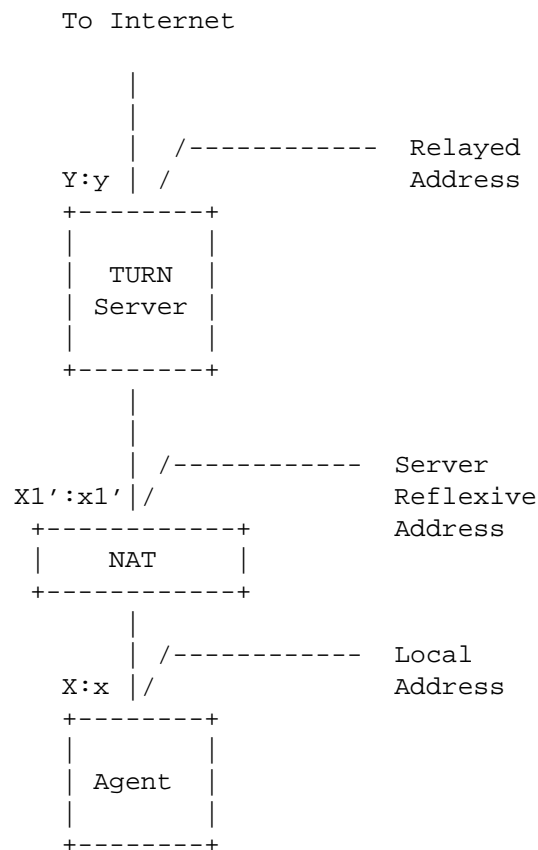 To Internet
Relayed
Y:y Address
TURN
Server
Server
X1':x1' Reflexive
Address
NAT
Local
X:x Address
Agent